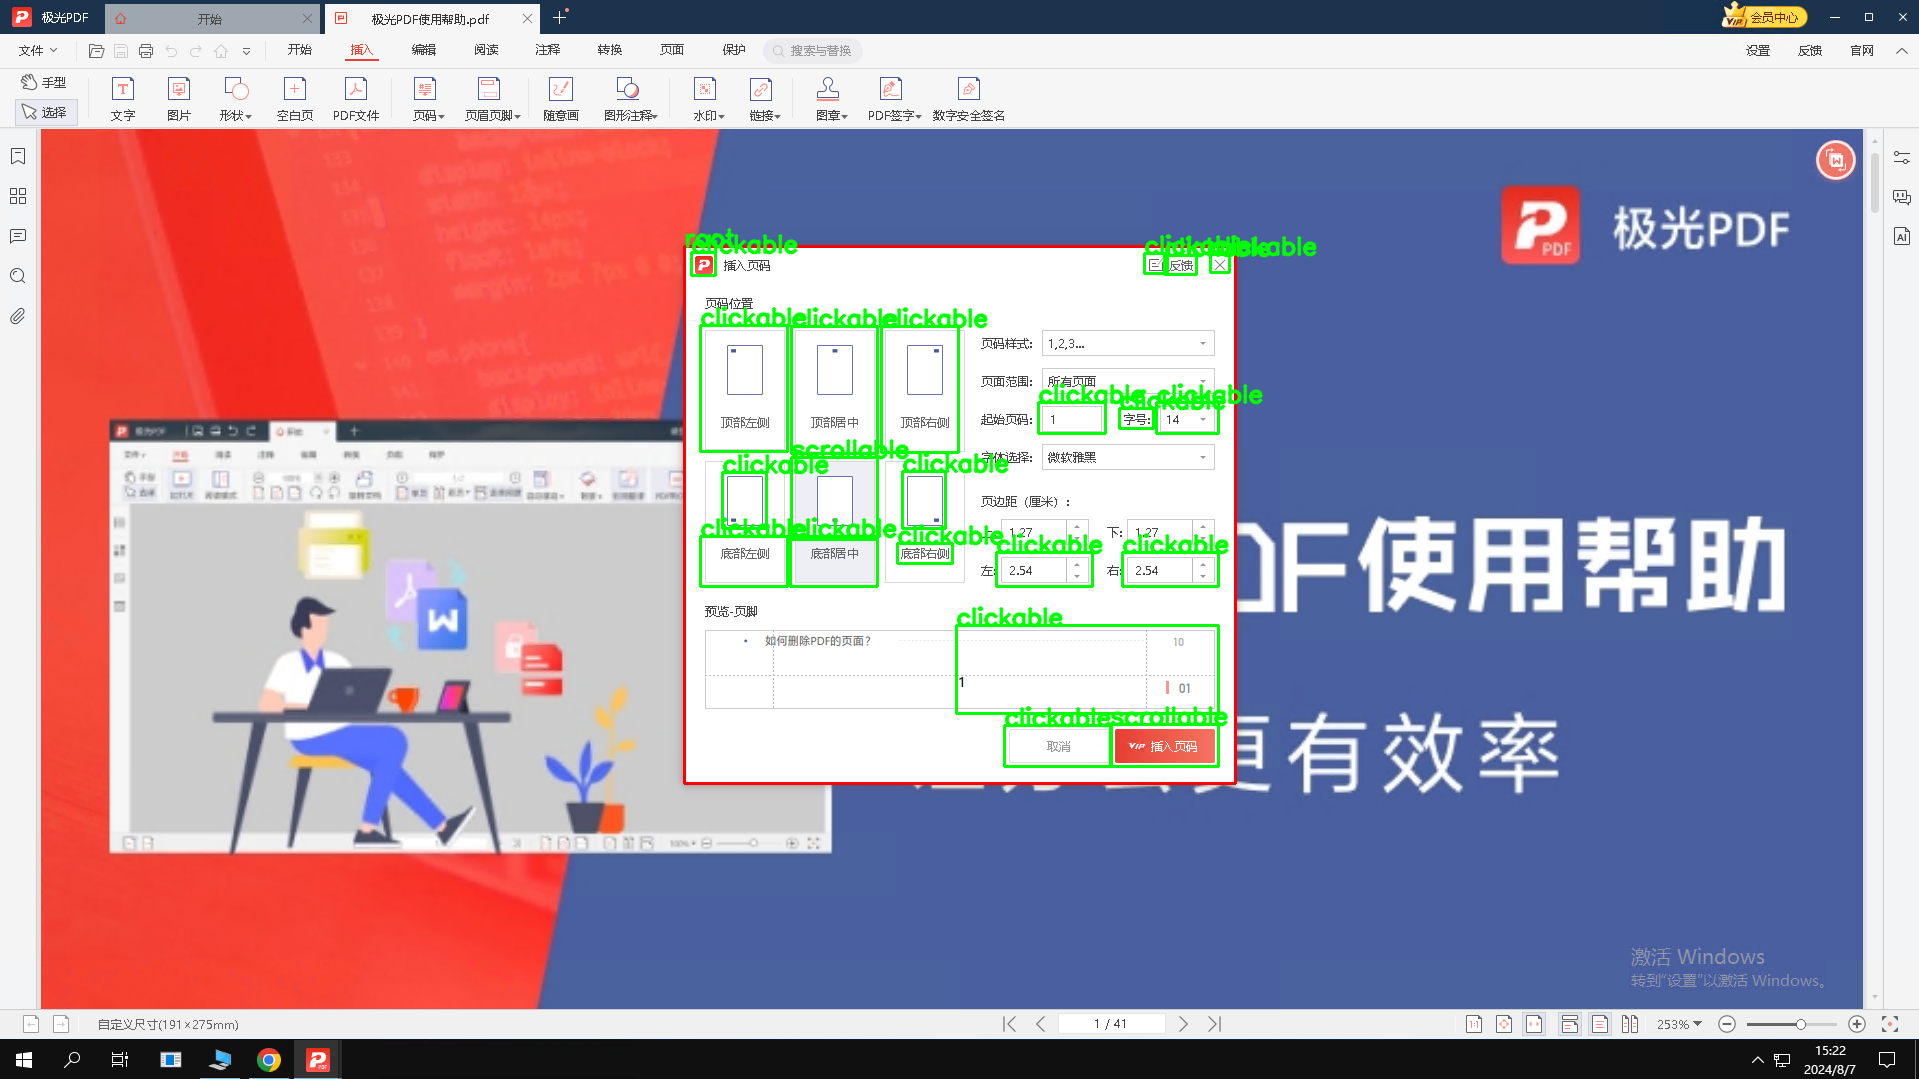 极光PDF
开始
极光PDF使用帮助.pdf
会员中心
文件
开始
插入
编辑
阅读
注释
转换
页面
保护
搜索与替换
设置
反馈
官网
手型
选择
文字
图片
形状
空白页
PDF文件
页码
页眉页脚
随意画
图形注释
水印
链接
图章
PDF签字
数字安全签名
极光PDF
root
clickable
插入页码
反馈
clickable
clickable
页码位置
clickable
clickable
clickable
页码样式:
1,2,3...
页面范围:
所有页面
clickable
clickable
clickable
顶部左侧
顶部居中
顶部右侧
起始页码:
1
字号:
14
scrollable
clickable
clickable
字体选择:
微软雅黑
页边距（厘米）:
1.27
下:
1.27
clickable
clickable
clickable
clickable
clickable
底部左侧
底部居中
底部右侧
左:
2.54
右:
2.54
PDF使用帮助
预览-页脚
clickable
如何删除PDF的页面?
10
1
01
clickable
scrollable
取消
VIP 插入页码
更有效率
激活 Windows
转到"设置"以激活 Windows。
自定义尺寸(191×275mm)
1 / 41
253%
15:22
2024/8/7